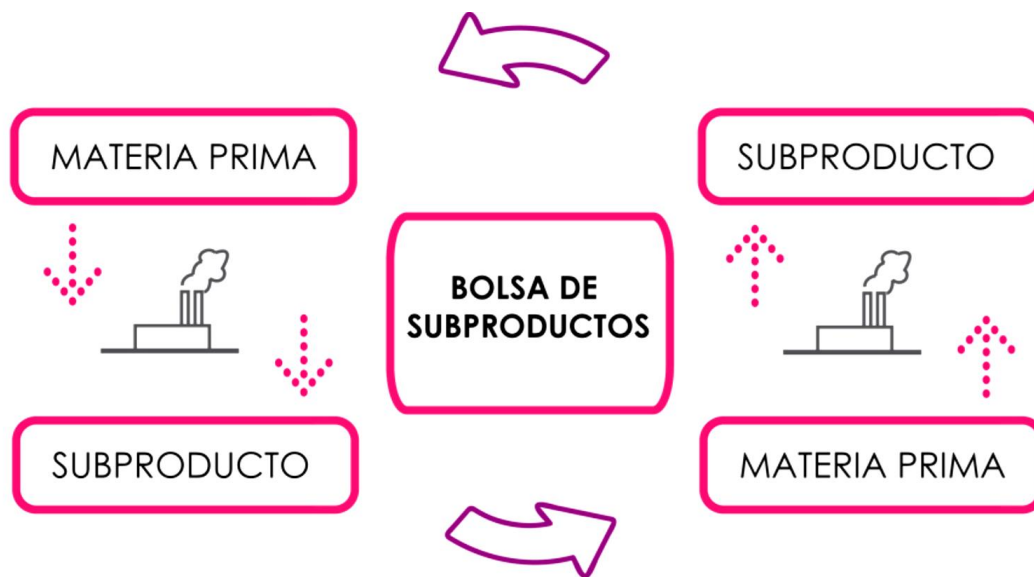 MATERIA PRIMA
SUBPRODUCTO
BOLSA DE
SUBPRODUCTOS
SUBPRODUCTO
MATERIA PRIMA